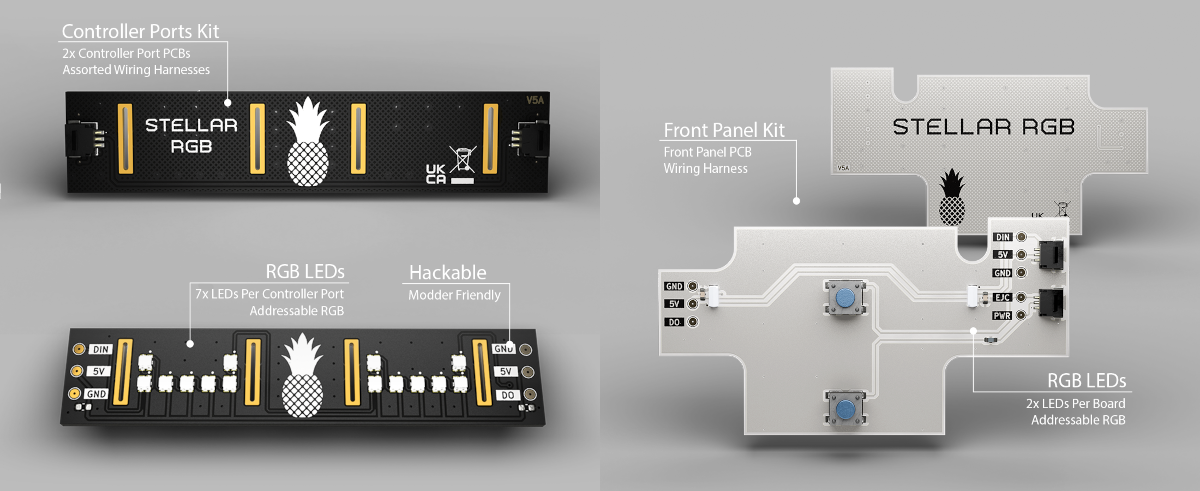 Controller Ports Kit
2x Controller Port PCBs
Assorted Wiring Harnesses
V5A
STELLAR
RGB
UK
CA
RGB LEDs
7x LEDs Per Controller Port
Addressable RGB
Hackable
Modder Friendly
DIN
5V
GND
GND
5V
DO
Front Panel Kit
Front Panel PCB
Wiring Harness
STELLAR RGB
V5A
UK
DIN
5V
GND
EJC
PWR
GND
5V
DO
RGB LEDs
2x LEDs Per Board
Addressable RGB